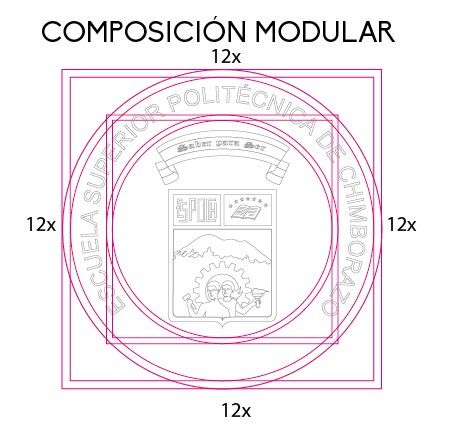 COMPOSICIÓN MODULAR
12x
ESCUELA SUPERIOR POLITÉCNICA DE CHIMBORAZO
Saber para Ser
ESPOCH
12x
12x
12x